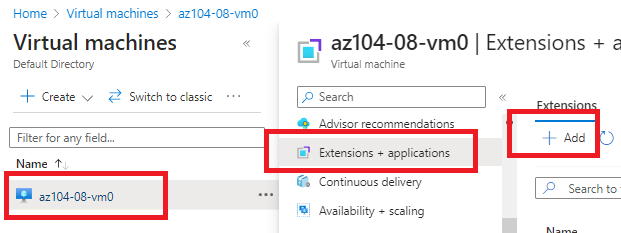 Home > Virtual machines > az104-08-vm0
Virtual machines
Default Directory
+ Create
Switch to classic
...
Filter for any field...
Name ↑↓
az104-08-vm0
...
az104-08-vm0 | Extensions + a
Virtual machine
Search
Advisor recommendations
Extensions + applications
Continuous delivery
Availability + scaling
Extensions
+ Add
Search to
Name